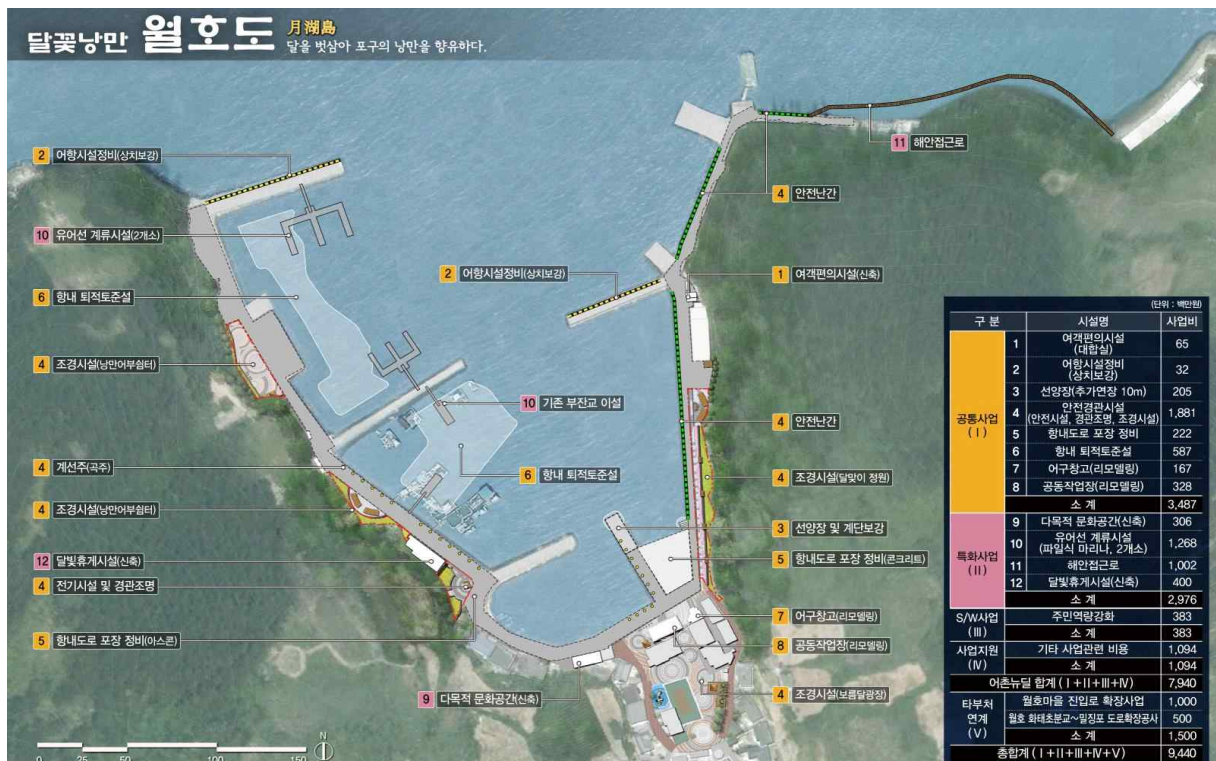 달꽃낭만 월호도 月湖島
달을 벗삼아 포구의 낭만을 향유하다.
11 해안접근로
2 어항시설정비(상치보강)
4 안전난간
10 유어선 계류시설(2개소)
2 어항시설정비(상치보강)
1 여객편의시설(신축)
6 항내 퇴적토준설
4 조경시설(낭만어부쉼터)
10 기존 부잔교 이설
4 안전난간
4 계선주(곡주)
6 항내 퇴적토준설
4 조경시설(달맞이 정원)
4 조경시설(낭만어부쉼터)
3 선양장 및 계단보강
12 달빛휴게시설(신축)
5 항내도로 포장 정비(콘크리트)
4 전기시설 및 경관조명
7 어구창고(리모델링)
5 항내도로 포장 정비(아스콘)
8 공동작업장(리모델링)
9 다목적 문화공간(신축)
4 조경시설(보름달광장)
0 25 50 100 150
(단위 : 백만원)
구 분 시설명 사업비
공통사업
(Ⅰ)
1 여객편의시설
(대합실) 65
2 어항시설정비
(상치보강) 32
3 선양장(추가연장 10m) 205
4 안전경관시설
(안전시설, 경관조명, 조경시설) 1,881
5 항내도로 포장 정비 222
6 항내 퇴적토준설 587
7 어구창고(리모델링) 167
8 공동작업장(리모델링) 328
소 계 3,487
특화사업
(Ⅱ)
9 다목적 문화공간(신축) 306
10 유어선 계류시설
(파일식 마리나, 2개소) 1,268
11 해안접근로 1,002
12 달빛휴게시설(신축) 400
소 계 2,976
S/W사업
(Ⅲ)
주민역량강화 383
소 계 383
사업지원
(Ⅳ)
기타 사업관련 비용 1,094
소 계 1,094
어촌뉴딜 합계(Ⅰ+Ⅱ+Ⅲ+Ⅳ) 7,940
타부처
연계
(Ⅴ)
월호마을 진입로 확장사업 1,000
월호 화태초분교~밀징포 도로확장공사 500
소 계 1,500
총합계(Ⅰ+Ⅱ+Ⅲ+Ⅳ+Ⅴ) 9,440